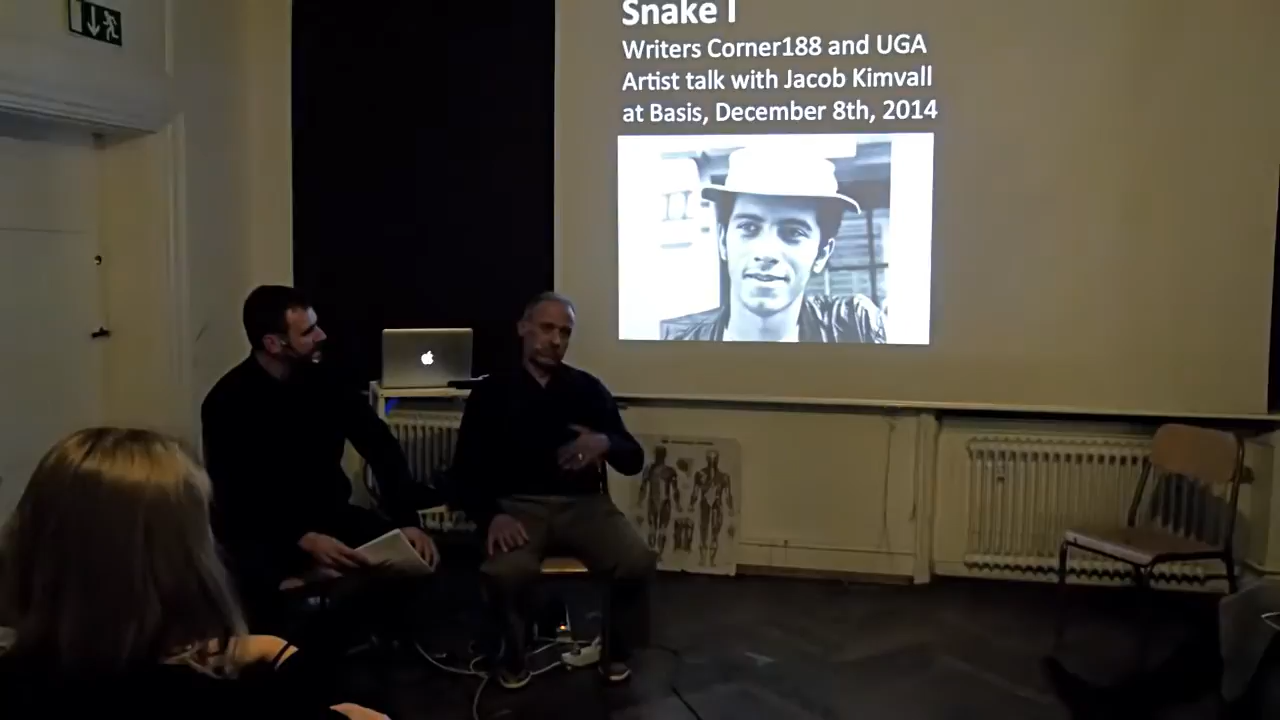 Snake I
Writers Corner188 and UGA
Artist talk with Jacob Kimvall
at Basis, December 8th, 2014